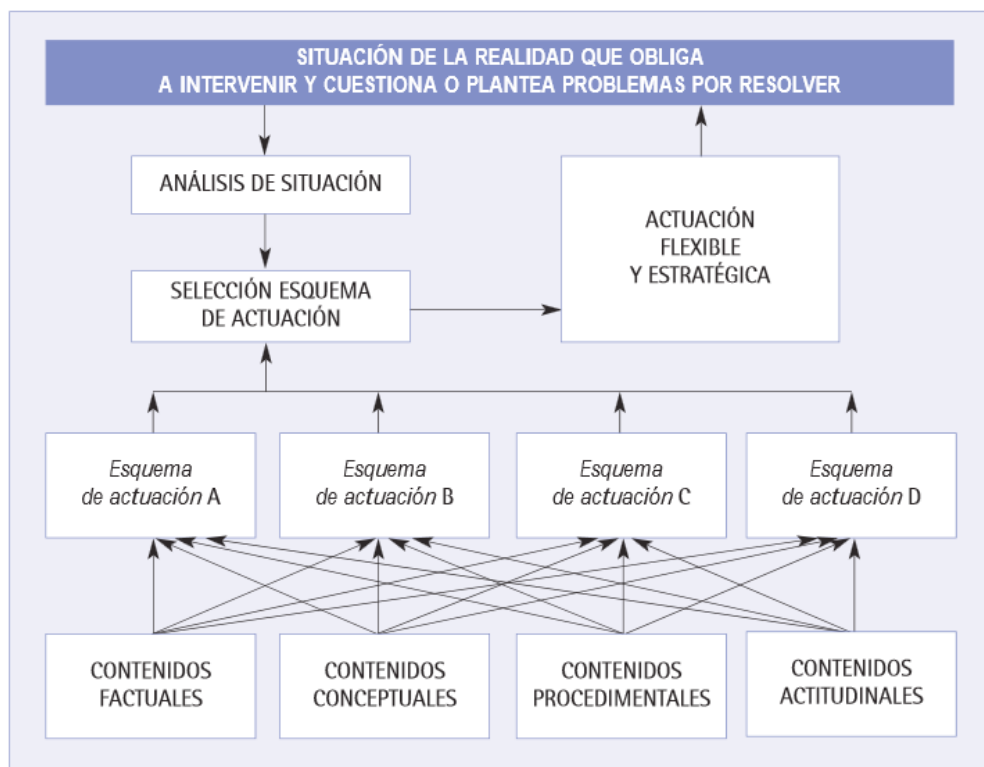 SITUACIÓN DE LA REALIDAD QUE OBLIGA
A INTERVENIR Y CUESTIONA O PLANTEA PROBLEMAS POR RESOLVER
ANÁLISIS DE SITUACIÓN
SELECCIÓN ESQUEMA
DE ACTUACIÓN
ACTUACIÓN
FLEXIBLE
Y ESTRATÉGICA
Esquema
de actuación A
Esquema
de actuación B
Esquema
de actuación C
Esquema
de actuación D
CONTENIDOS
FACTUALES
CONTENIDOS
CONCEPTUALES
CONTENIDOS
PROCEDIMENTALES
CONTENIDOS
ACTITUDINALES